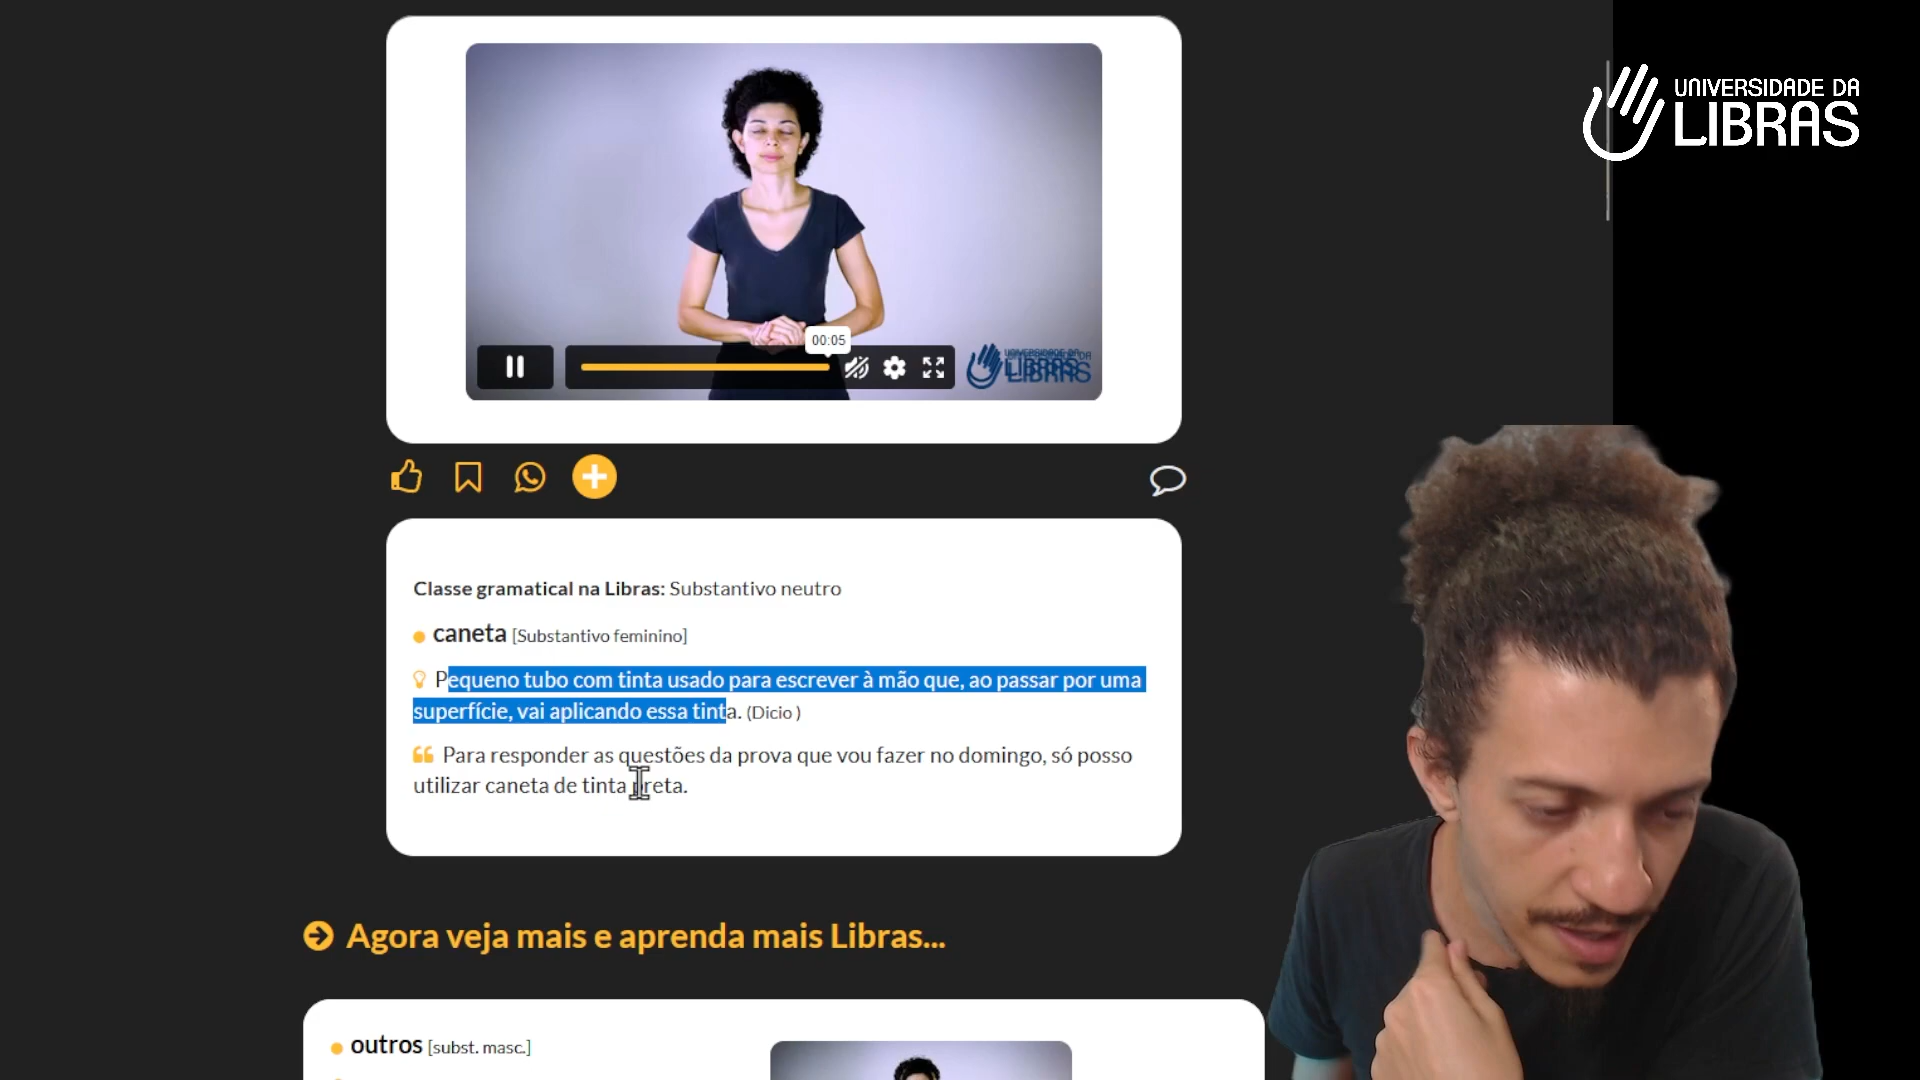 UNIVERSIDADE DA
LIBRAS
00:05
UNIVERSIDADE DA
LIBRAS
Classe gramatical na Libras: Substantivo neutro
caneta [Substantivo feminino]
Pequeno tubo com tinta usado para escrever à mão que, ao passar por uma
superfície, vai aplicando essa tinta. (Dicio )
Para responder as questões da prova que vou fazer no domingo, só posso
utilizar caneta de tinta preta.
Agora veja mais e aprenda mais Libras...
outros [subst. masc.]